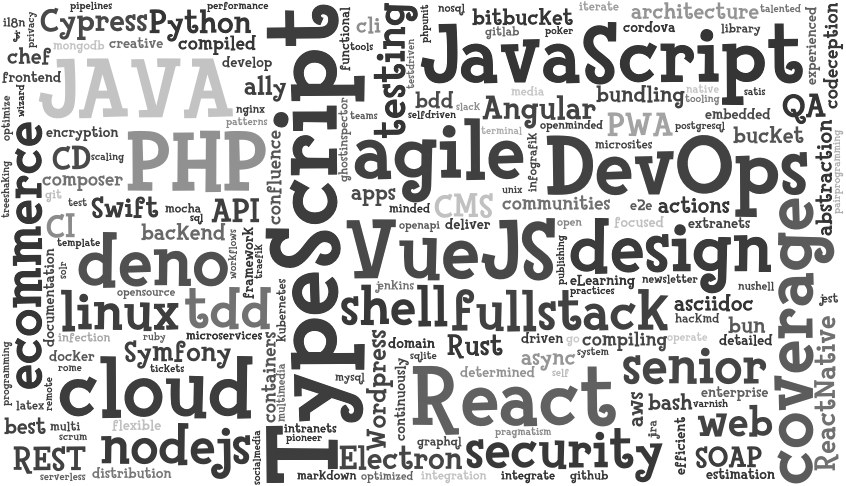 pipelines
performance
nosql
iterate
talented
i18n
tr
privacy
CypressPython
functional
cli
bitbucket
architecture
experienced
codeception
mongodb
creative
compiled
tools
testing
phpunit
gitlab
poker
cordova
library
chef
frontend
develop
ally
JAVA
TypeScript
JavaScript
testdriven
media
bundling
native
tooling
satis
optimize
wizard
nginx
patterns
ghostinspector
teams
bdd
slack
selfdriven
Angular
embedded
QA
ecommerce
encryption
PHP
confluence
agile
terminal
openminded
PWA
postgresql
bucket
CD
scaling
composer
infografik
microsites
DevOps
abstraction
pairprogramming
treeshaking
git
test
Swift
mocha
sql
API
apps
minded
CMS
unix
communities
e2e
actions
CI
template
backend
openapi
deliver
open
focused
extranets
documentation
solr
deno
workflows
framework
traefik
VueJS
publishing
design
coverage
opensource
jenkins
eLearning
practices
newsletter
nushell
linux
tdd
Kubernetes
shell
fullstack
asciidoc
jest
hackmd
bun
infection
ruby
microservices
domain
driven
go
compiling
operate
detailed
programming
docker
rome
Symfony
tickets
containers
multimedia
mysql
Wordpress
continuously
sqlite
Rust
async
system
senior
ReactNative
latex
remote
cloud
React
determined
self
aws
enterprise
bash
varnish
best
multi
scrum
flexible
intranets
pioneer
graphql
pragmatism
jira
efficient
web
REST
serverless
nodejs
distribution
socialmedia
Electron
security
SOAP
markdown
optimized
integration
integrate
github
estimation